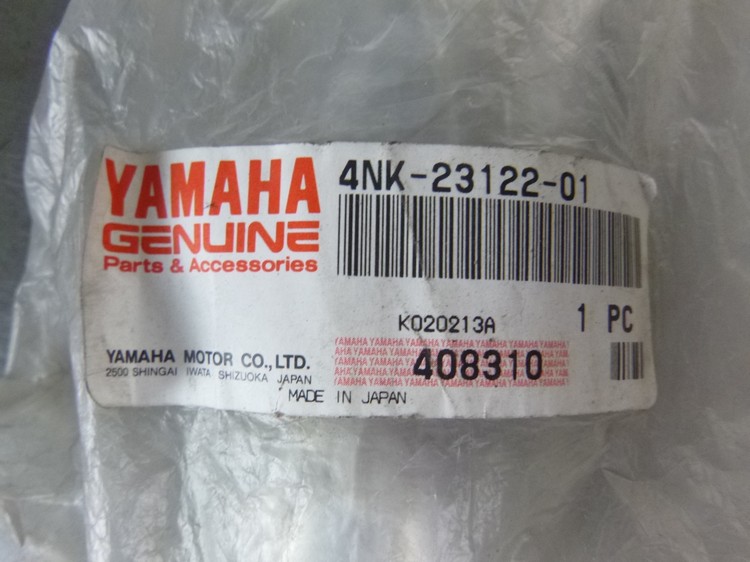 YAMAHA
GENUINE
Parts & Accessories
4NK-23122-01
K020213A
1 PC
YAMAHA MOTOR CO.,LTD.
2500 SHINGAI IWATA SHIZUOKA JAPAN
408310
MADE IN JAPAN